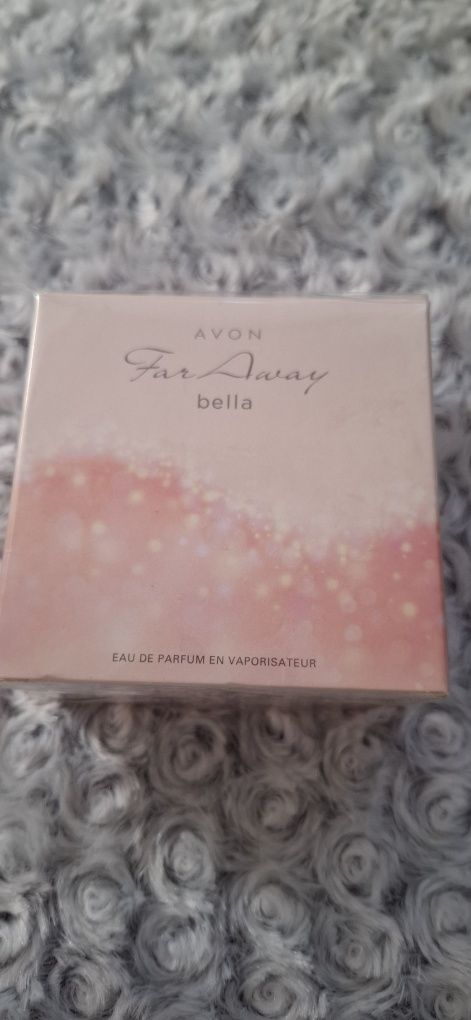 AVON
Far Away
bella
EAU DE PARFUM EN VAPORISATEUR